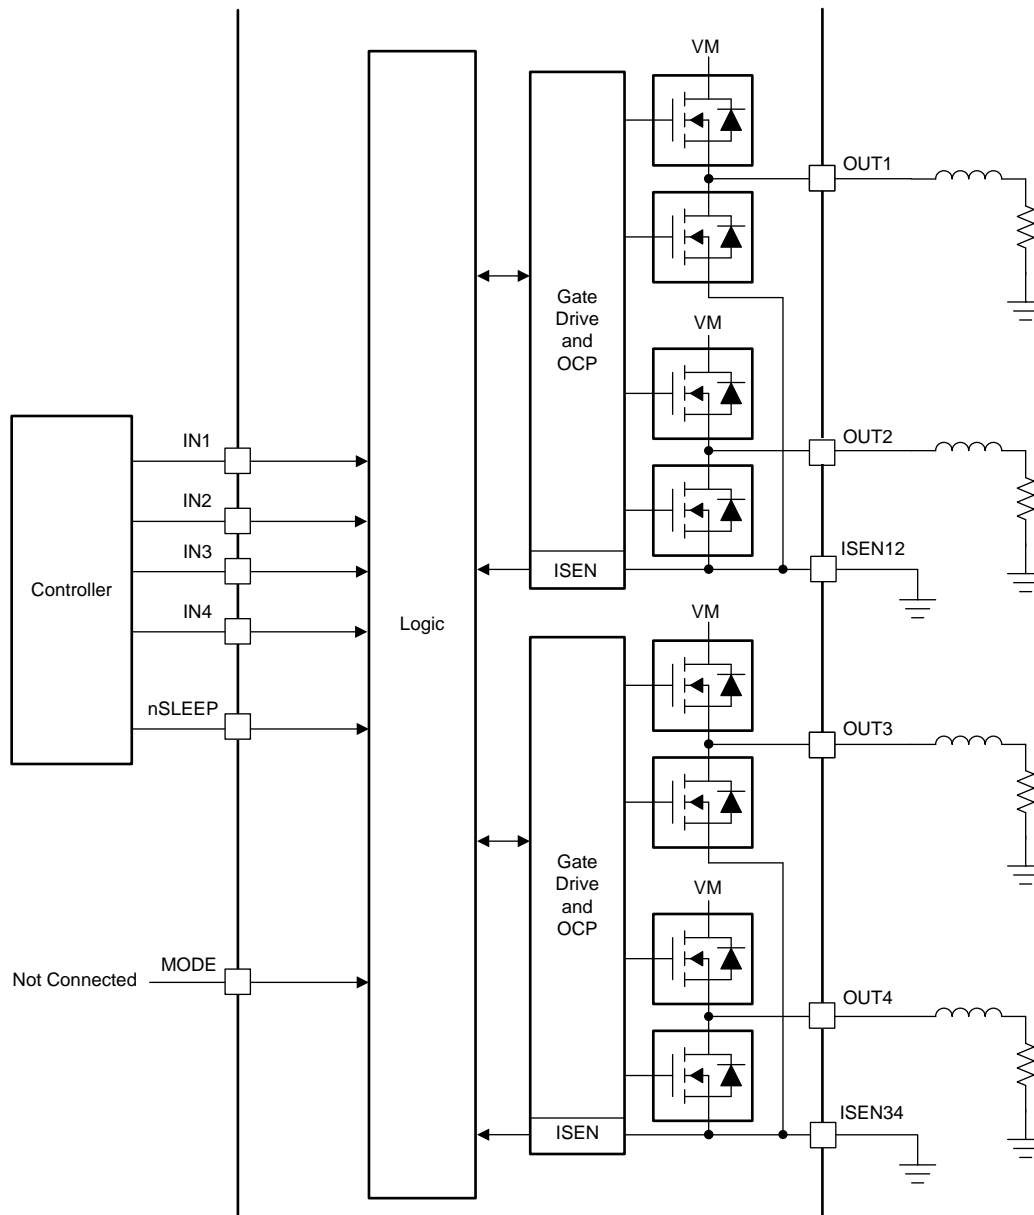 VM
OUT1
Gate
Drive
and
OCP
VM
OUT2
ISEN12
ISEN
IN1
IN2
IN3
IN4
nSLEEP
Controller
Logic
VM
OUT3
Gate
Drive
and
OCP
VM
OUT4
ISEN34
ISEN
Not Connected
MODE